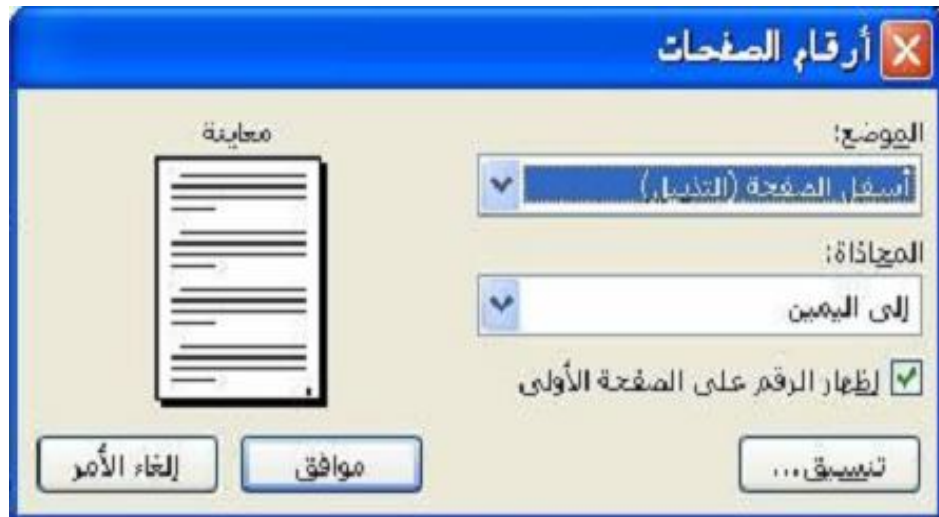 أرقام الصفحات
الموضع:
معاينة
أسفل الصفحة (التذييل)
المحاذاة:
إلى اليمين
إظهار الرقم على الصفحة الأولى
تنسيق...
موافق
إلغاء الأمر